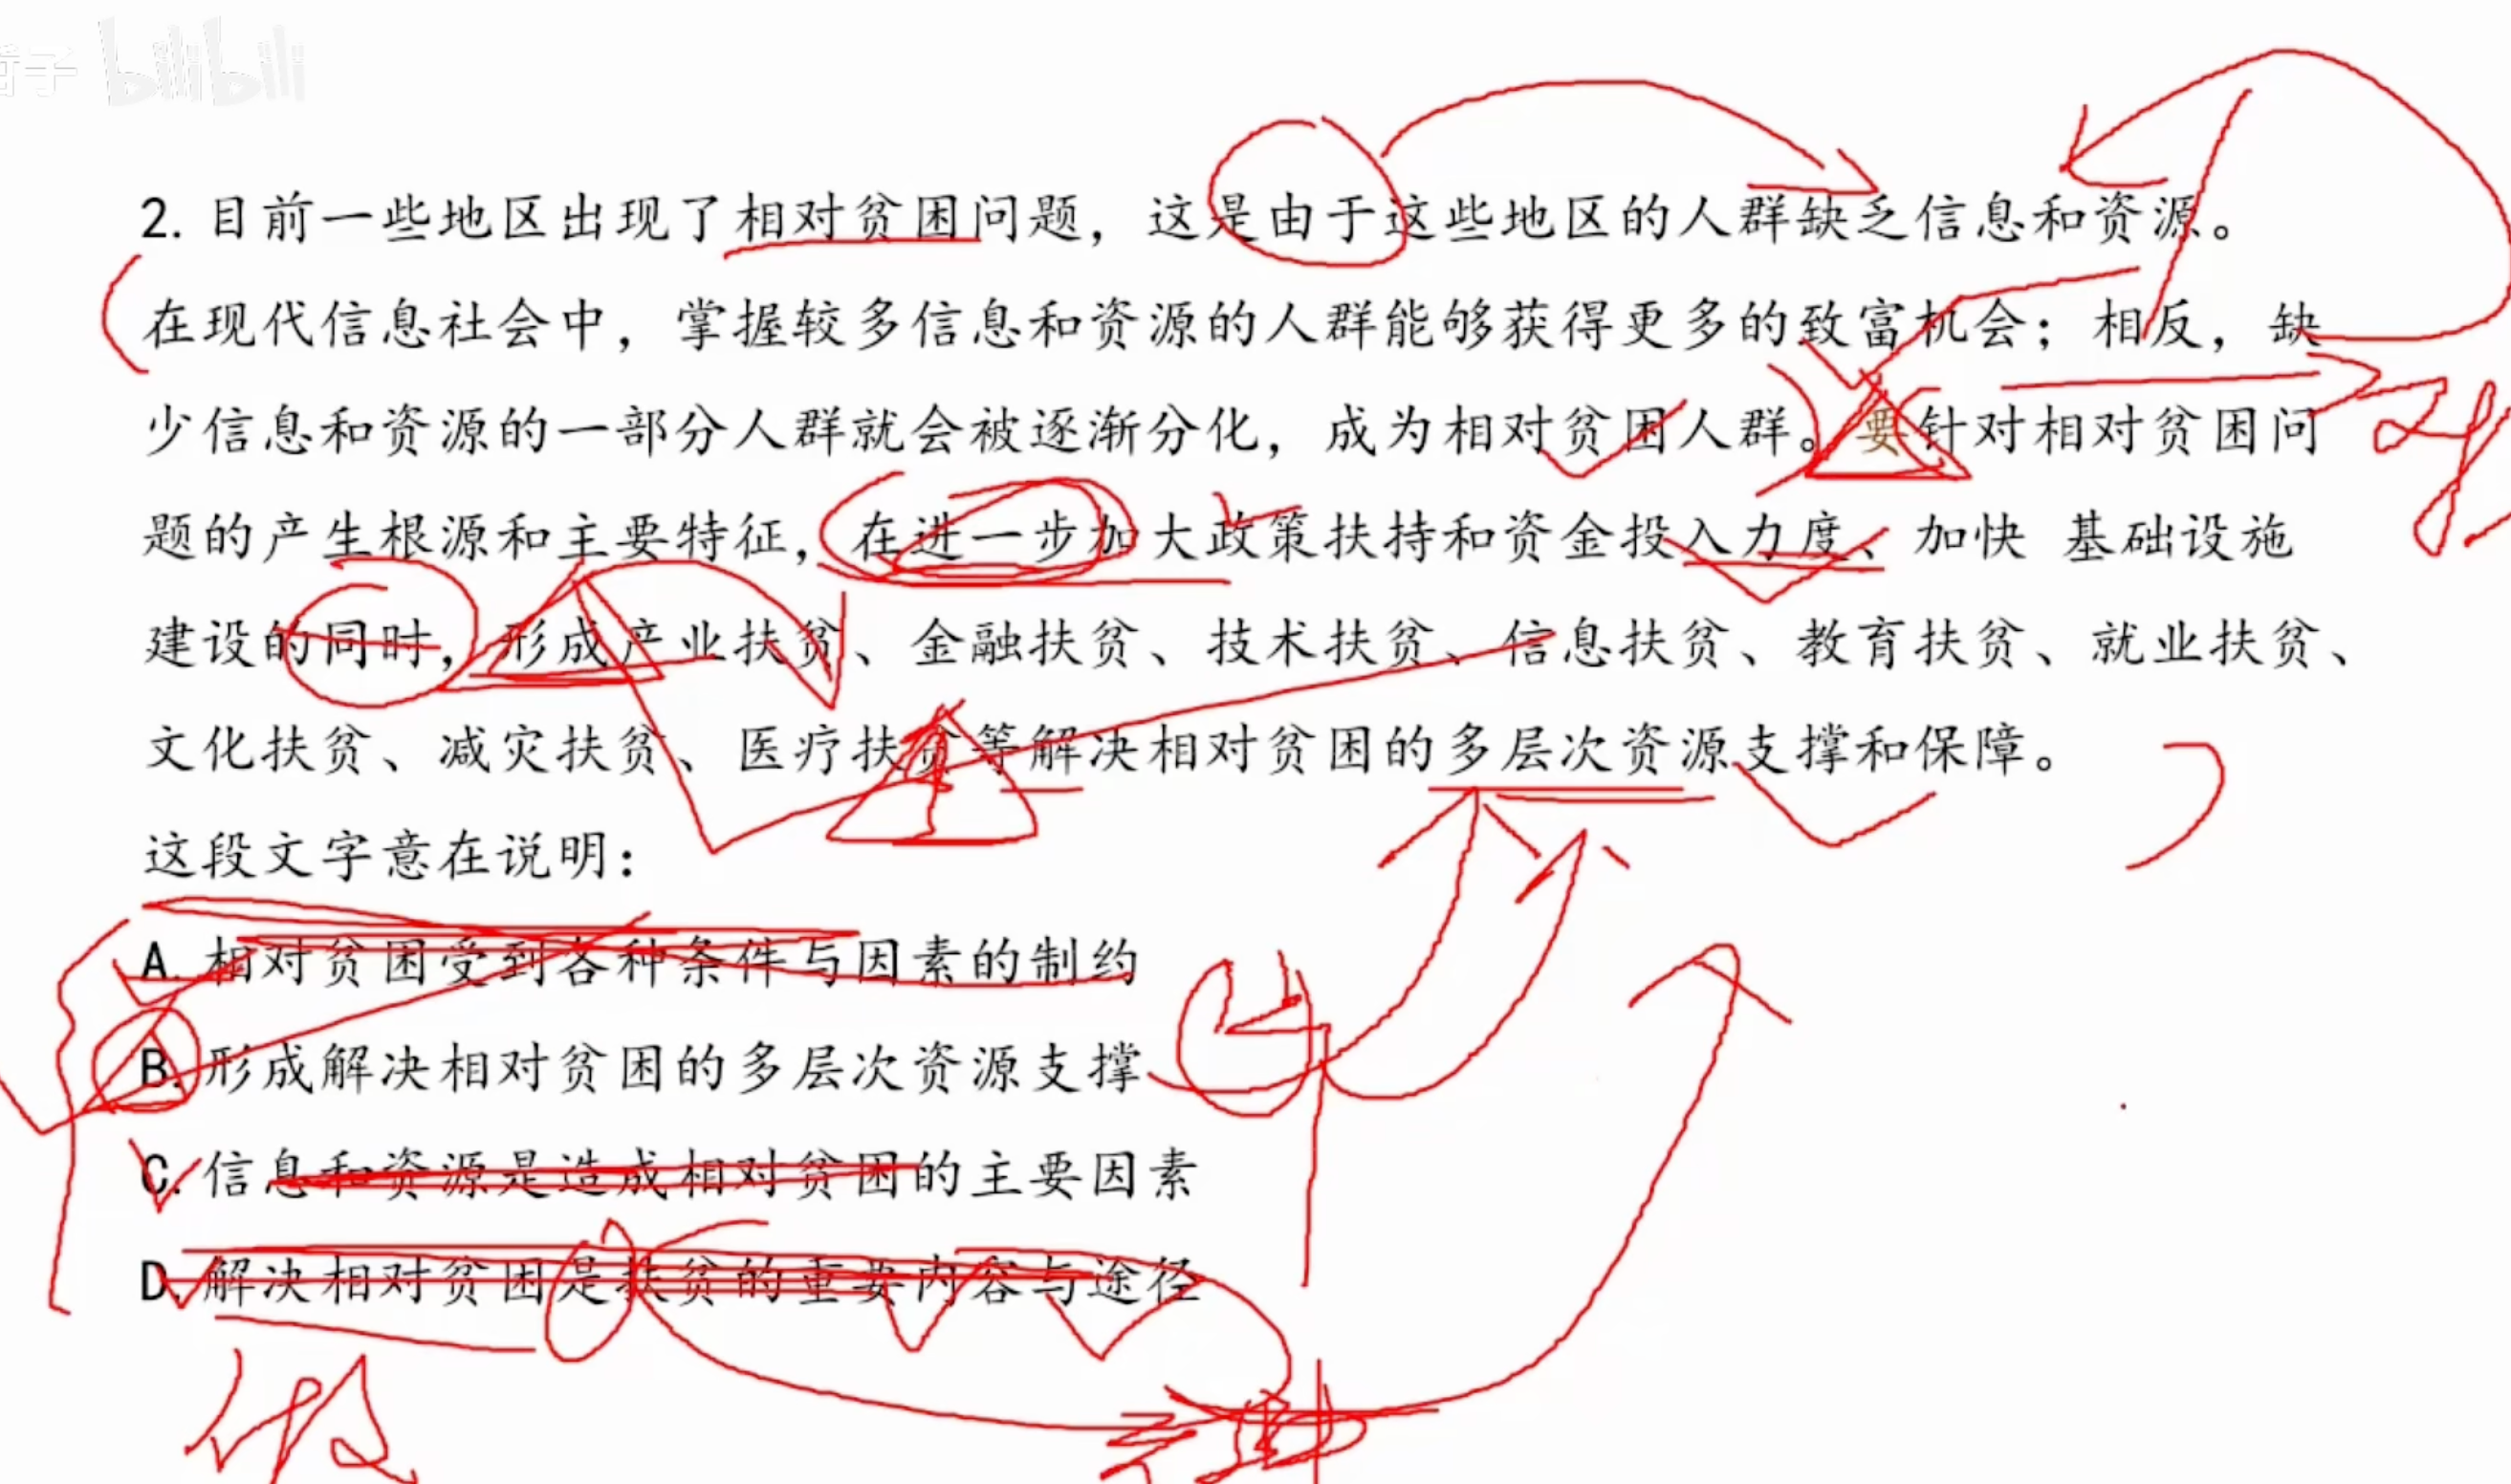 bilibili
2. 目前一些地区出现了相对贫困问题，这是由于这些地区的人群缺乏信息和资源。
在现代信息社会中，掌握较多信息和资源的人群能够获得更多的致富机会；相反，缺
少信息和资源的一部分人群就会被逐渐分化，成为相对贫困人群。要针对相对贫困问
题的产生根源和主要特征，在进一步加大政策扶持和资金投入力度、加快 基础设施
建设的同时，形成产业扶贫、金融扶贫、技术扶贫、信息扶贫、教育扶贫、就业扶贫、
文化扶贫、减灾扶贫、医疗扶贫等解决相对贫困的多层次资源支撑和保障。
这段文字意在说明：
A. 相对贫困受到各种条件与因素的制约
B. 形成解决相对贫困的多层次资源支撑
C. 信息和资源是造成相对贫困的主要因素
D. 解决相对贫困是扶贫的重要内容与途径